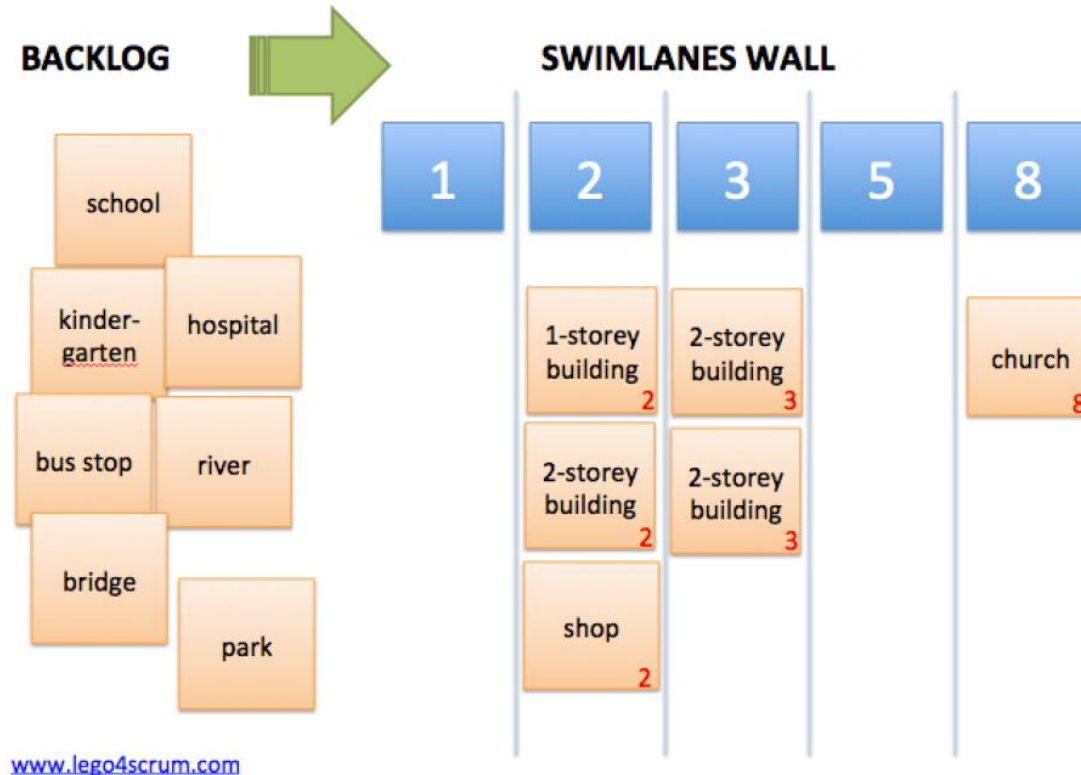 BACKLOG
SWIMLANES WALL
1
2
3
5
8
school
kinder-
garten
hospital
bus stop
river
bridge
park
1-storey
building
2
2-storey
building
2
shop
2
2-storey
building
3
2-storey
building
3
church
8
www.lego4scrum.com